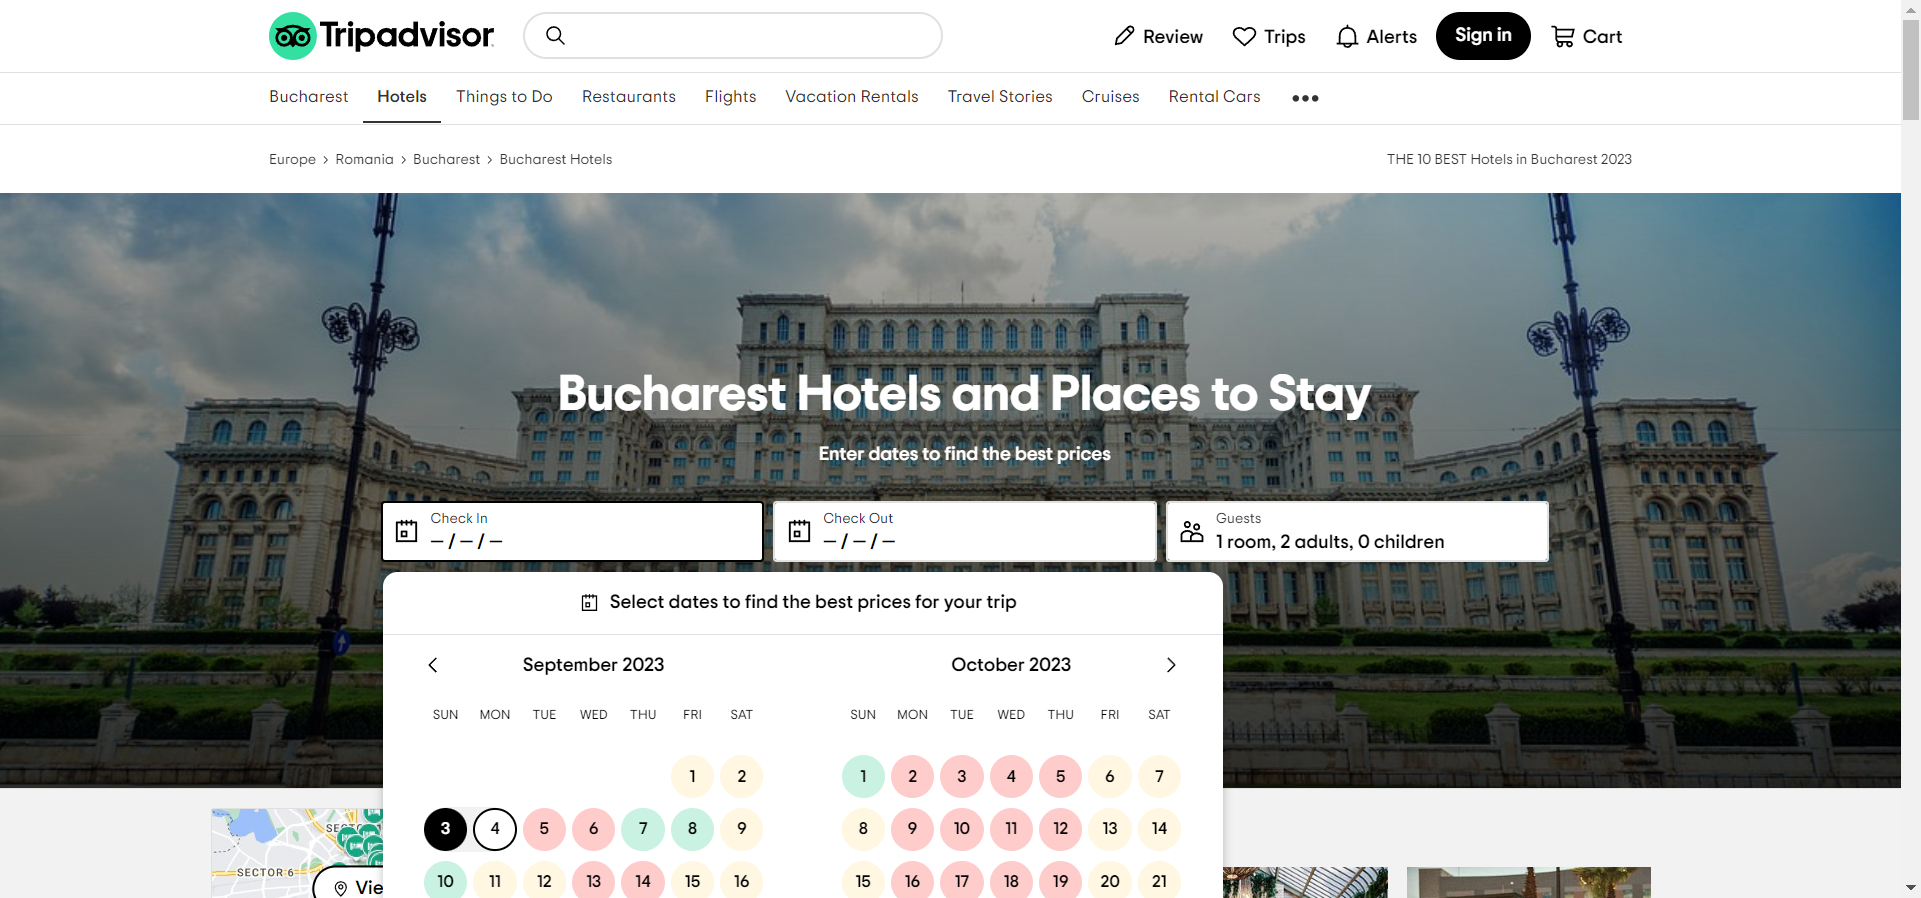 Tripadvisor
Review
Trips
Alerts
Sign in
Cart
Bucharest
Hotels
Things to Do
Restaurants
Flights
Vacation Rentals
Travel Stories
Cruises
Rental Cars
Europe › Romania › Bucharest › Bucharest Hotels
THE 10 BEST Hotels in Bucharest 2023
Bucharest Hotels and Places to Stay
Enter dates to find the best prices
Check In
– / – / –
Check Out
– / – / –
Guests
1 room, 2 adults, 0 children
Select dates to find the best prices for your trip
September 2023
SUN MON TUE WED THU FRI SAT
1 2
3 4 5 6 7 8 9
10 11 12 13 14 15 16
October 2023
SUN MON TUE WED THU FRI SAT
1 2 3 4 5 6 7
8 9 10 11 12 13 14
15 16 17 18 19 20 21
SECTOR 6
Vie